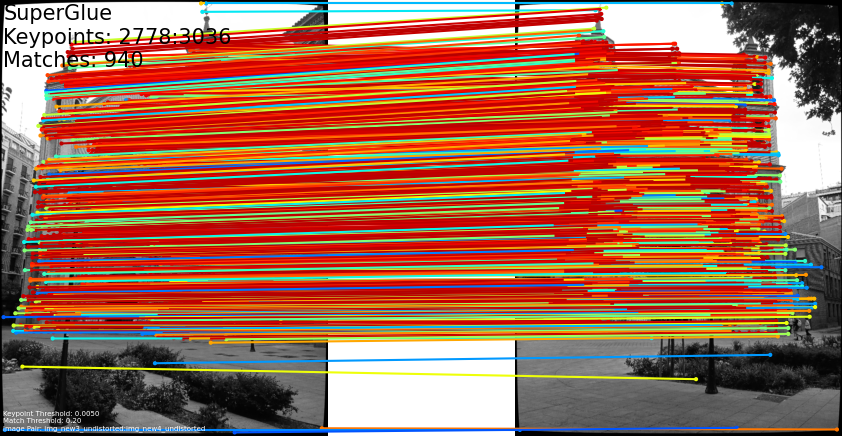 SuperGlue
Keypoints: 2778:3036
Matches: 940
Keypoint Threshold: 0.0050
Match Threshold: 0.20
Image Pair: img_new3_undistorted:img_new4_undistorted